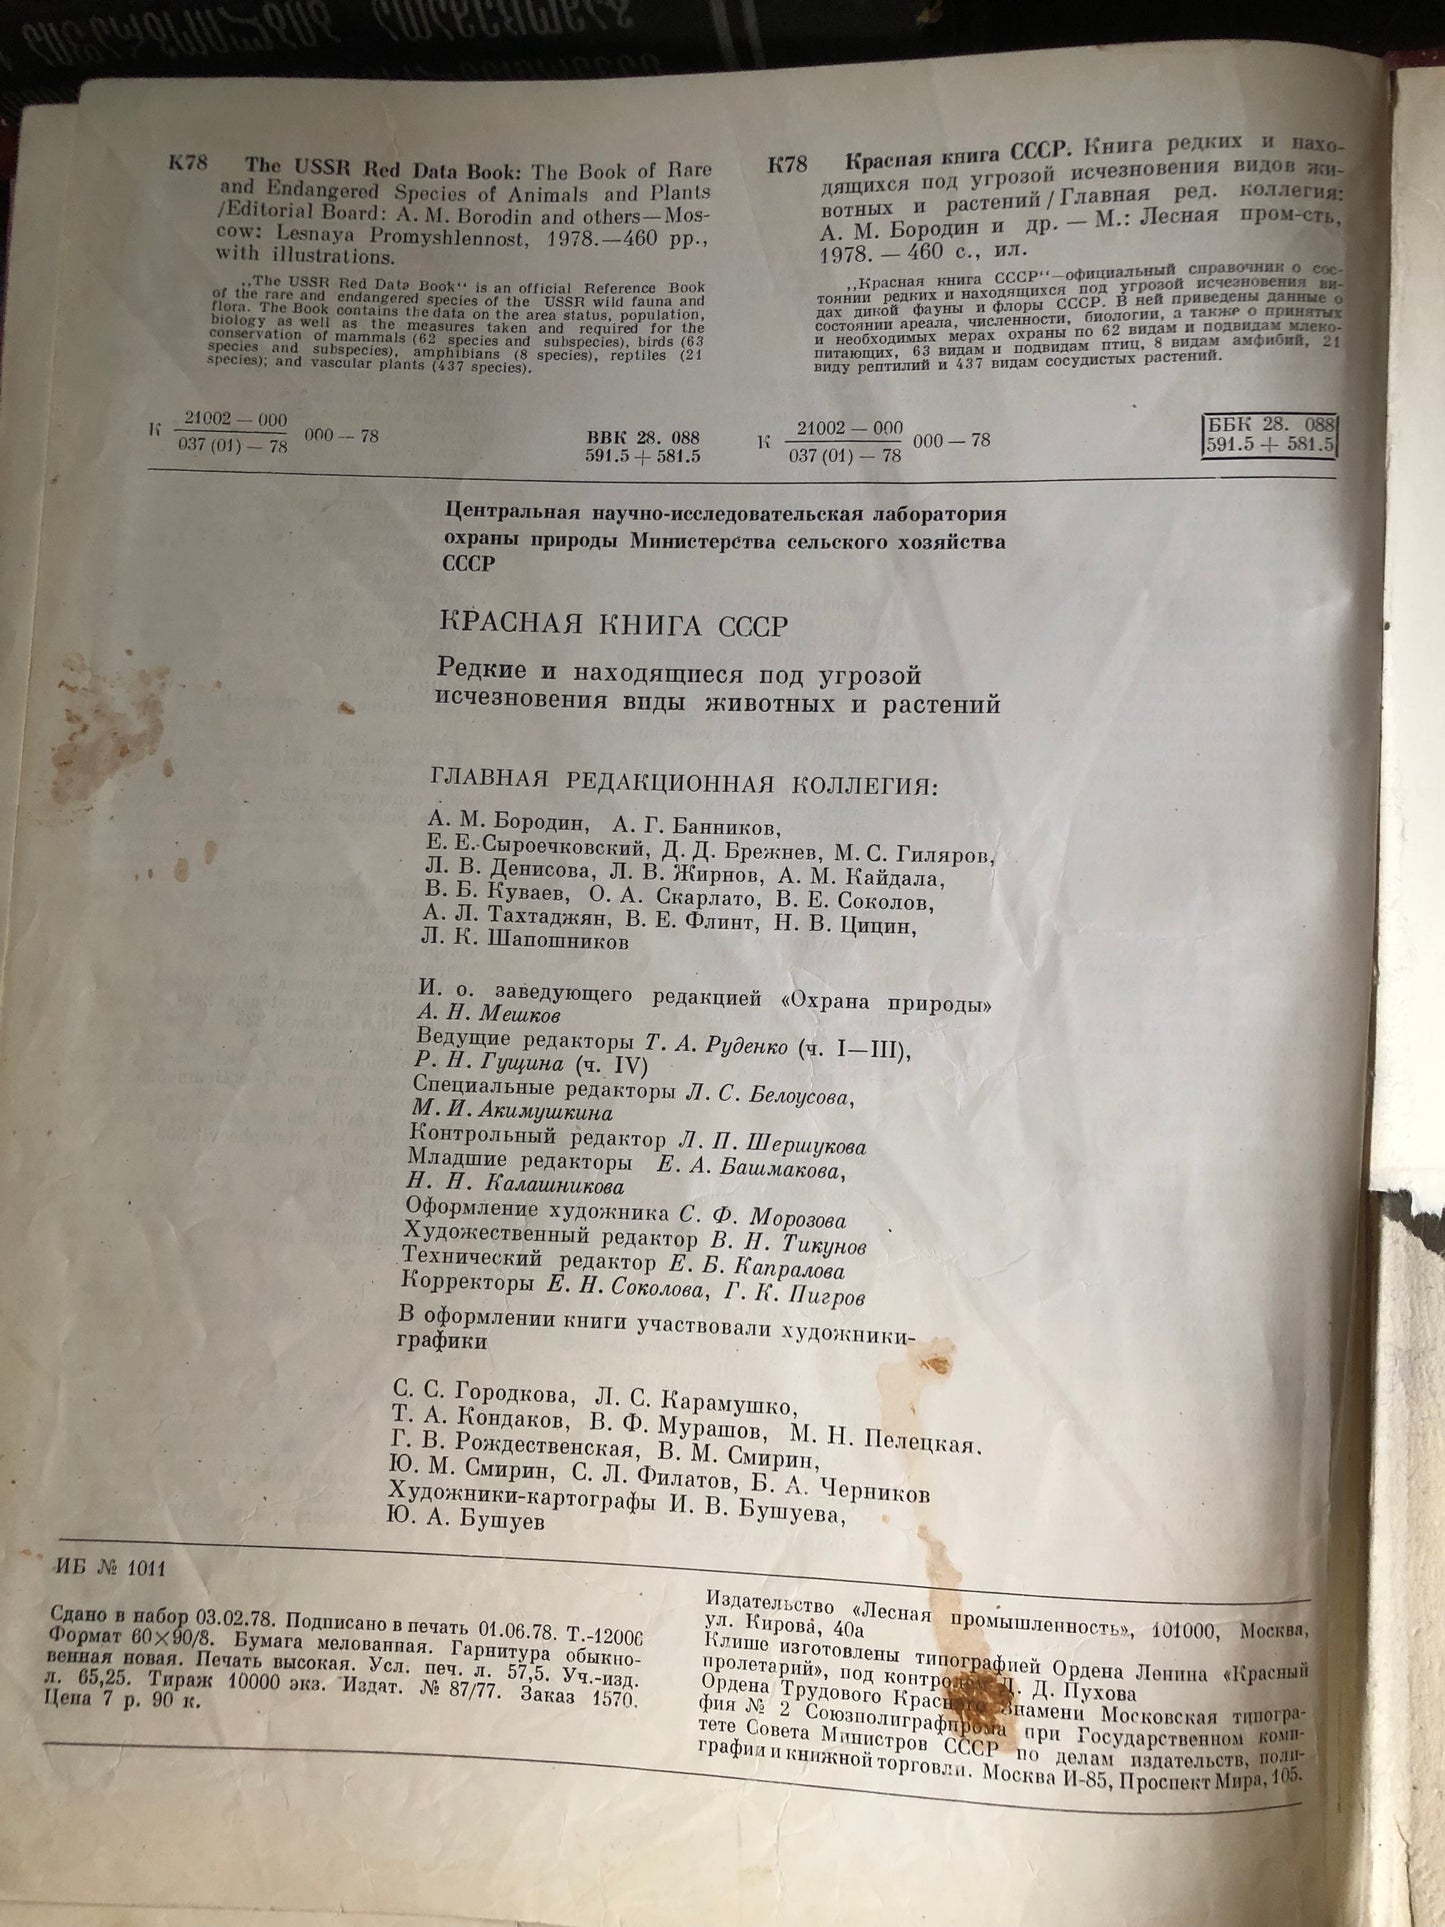 К78 The USSR Red Data Book: The Book of Rare
and Endangered Species of Animals and Plants
/Editorial Board: A. M. Borodin and others—Mos-
cow: Lesnaya Promyshlennost, 1978.—460 pp.,
with illustrations.
„The USSR Red Data Book“ is an official Reference Book
of the rare and endangered species of the USSR wild fauna and
flora. The Book contains the data on the area status, population,
biology as well as the measures taken and required for the
conservation of mammals (62 species and subspecies), birds (63
species and subspecies), amphibians (8 species), reptiles (21
species); and vascular plants (437 species).
К 21002 — 000
037 (01) — 78 000 — 78
BBK 28. 088
591.5 + 581.5
К78 Красная книга СССР. Книга редких и нахо-
дящихся под угрозой исчезновения видов жи-
вотных и растений / Главная ред. коллегия:
А. М. Бородин и др. — М.: Лесная пром-сть,
1978. — 460 с., ил.
„Красная книга СССР“—официальный справочник о сос-
тоянии редких и находящихся под угрозой исчезновения ви-
дах дикой фауны и флоры СССР. В ней приведены данные о
состоянии ареала, численности, биологии, а также о принятых
и необходимых мерах охраны по 62 видам и подвидам млеко-
питающих, 63 видам и подвидам птиц, 8 видам амфибий, 21
виду рептилий и 437 видам сосудистых растений.
К 21002 — 000
037 (01) — 78 000 — 78
ББК 28. 088
591.5 + 581.5
Центральная научно-исследовательская лаборатория
охраны природы Министерства сельского хозяйства
СССР
КРАСНАЯ КНИГА СССР
Редкие и находящиеся под угрозой
исчезновения виды животных и растений
ГЛАВНАЯ РЕДАКЦИОННАЯ КОЛЛЕГИЯ:
А. М. Бородин, А. Г. Банников,
Е. Е. Сыроечковский, Д. Д. Брежнев, М. С. Гиляров,
Л. В. Денисова, Л. В. Жирнов, А. М. Кайдала,
В. Б. Куваев, О. А. Скарлато, В. Е. Соколов,
А. Л. Тахтаджян, В. Е. Флинт, Н. В. Цицин,
Л. К. Шапошников
И. о. заведующего редакцией «Охрана природы»
А. Н. Мешков
Ведущие редакторы Т. А. Руденко (ч. I—III),
Р. Н. Гущина (ч. IV)
Специальные редакторы Л. С. Белоусова,
М. И. Акимушкина
Контрольный редактор Л. П. Шершукова
Младшие редакторы Е. А. Башмакова,
Н. Н. Калашникова
Оформление художника С. Ф. Морозова
Художественный редактор В. Н. Тикунов
Технический редактор Е. Б. Капралова
Корректоры Е. Н. Соколова, Г. К. Пигров
В оформлении книги участвовали художники-
графики
С. С. Городкова, Л. С. Карамушко,
Т. А. Кондаков, В. Ф. Мурашов, М. Н. Пелецкая.
Г. В. Рождественская, В. М. Смирин,
Ю. М. Смирин, С. Л. Филатов, Б. А. Черников
Художники-картографы И. В. Бушуева,
Ю. А. Бушуев
ИБ № 1011
Сдано в набор 03.02.78. Подписано в печать 01.06.78. Т.-12006
Формат 60×90/8. Бумага мелованная. Гарнитура обыкно-
венная новая. Печать высокая. Усл. печ. л. 57,5. Уч.-изд.
л. 65,25. Тираж 10000 экз. Издат. № 87/77. Заказ 1570.
Цена 7 р. 90 к.
Издательство «Лесная промышленность», 101000, Москва,
ул. Кирова, 40а
Клише изготовлены типографией Ордена Ленина «Красный
пролетарий», под контролем Д. Д. Пухова
Ордена Трудового Красного Знамени Московская типогра-
фия № 2 Союзполиграфпрома при Государственном коми-
тете Совета Министров СССР по делам издательств, поли-
графии и книжной торговли. Москва И-85, Проспект Мира, 105.